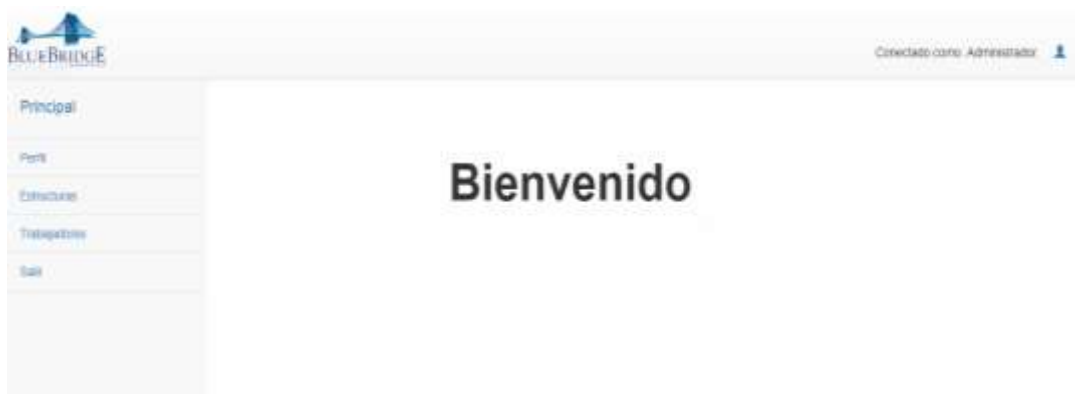 BLUEBRIDGE
Conectado como: Administrador
Principal
Perfil
Estructuras
Trabajadores
Salir
Bienvenido